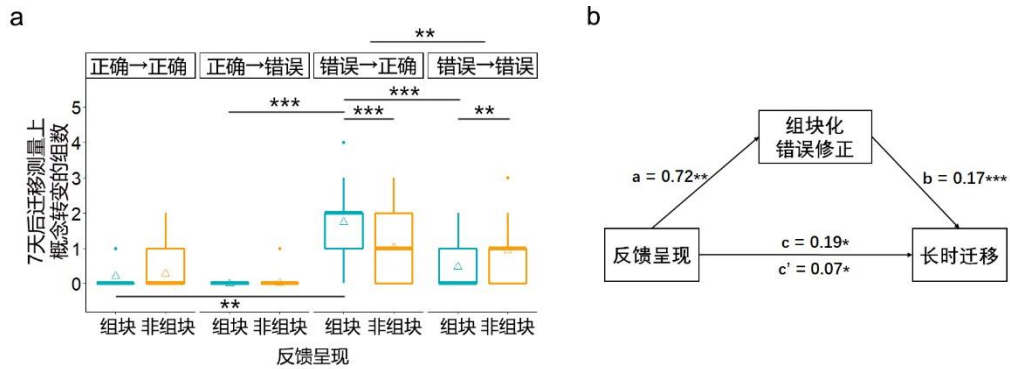 a
**
正确→正确
正确→错误
错误→正确
错误→错误
***
***
***
**
7天后迁移测量上
概念转变的组数
5
4
3
2
1
0
**
组块 非组块 组块 非组块 组块 非组块 组块 非组块
反馈呈现
b
组块化
错误修正
a = 0.72**
b = 0.17***
反馈呈现
c = 0.19*
c' = 0.07*
长时迁移